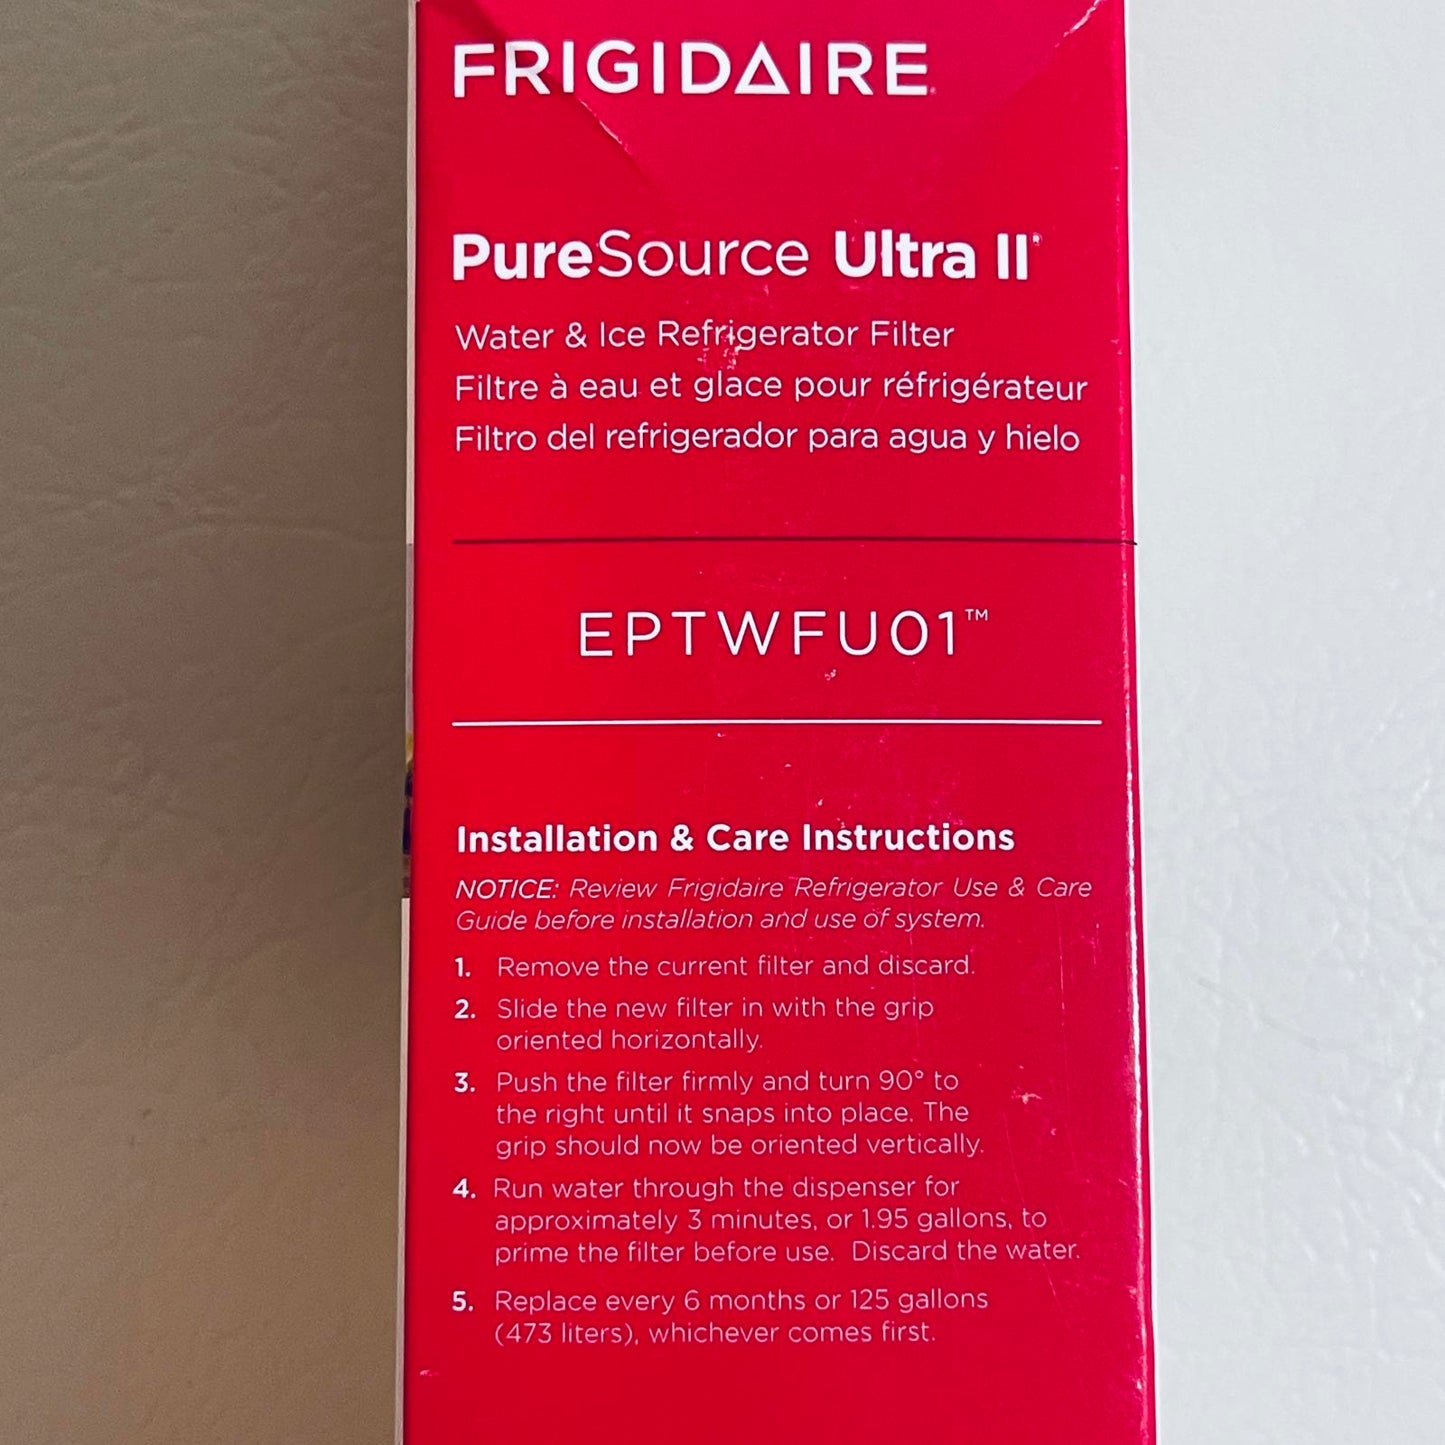 FRIGIDAIRE
PureSource Ultra II®
Water & Ice Refrigerator Filter
Filtre à eau et glace pour réfrigérateur
Filtro del refrigerador para agua y hielo
EPTWFU01™
Installation & Care Instructions
NOTICE: Review Frigidaire Refrigerator Use & Care
Guide before installation and use of system.
1. Remove the current filter and discard.
2. Slide the new filter in with the grip
oriented horizontally.
3. Push the filter firmly and turn 90° to
the right until it snaps into place. The
grip should now be oriented vertically.
4. Run water through the dispenser for
approximately 3 minutes, or 1.95 gallons, to
prime the filter before use. Discard the water.
5. Replace every 6 months or 125 gallons
(473 liters), whichever comes first.